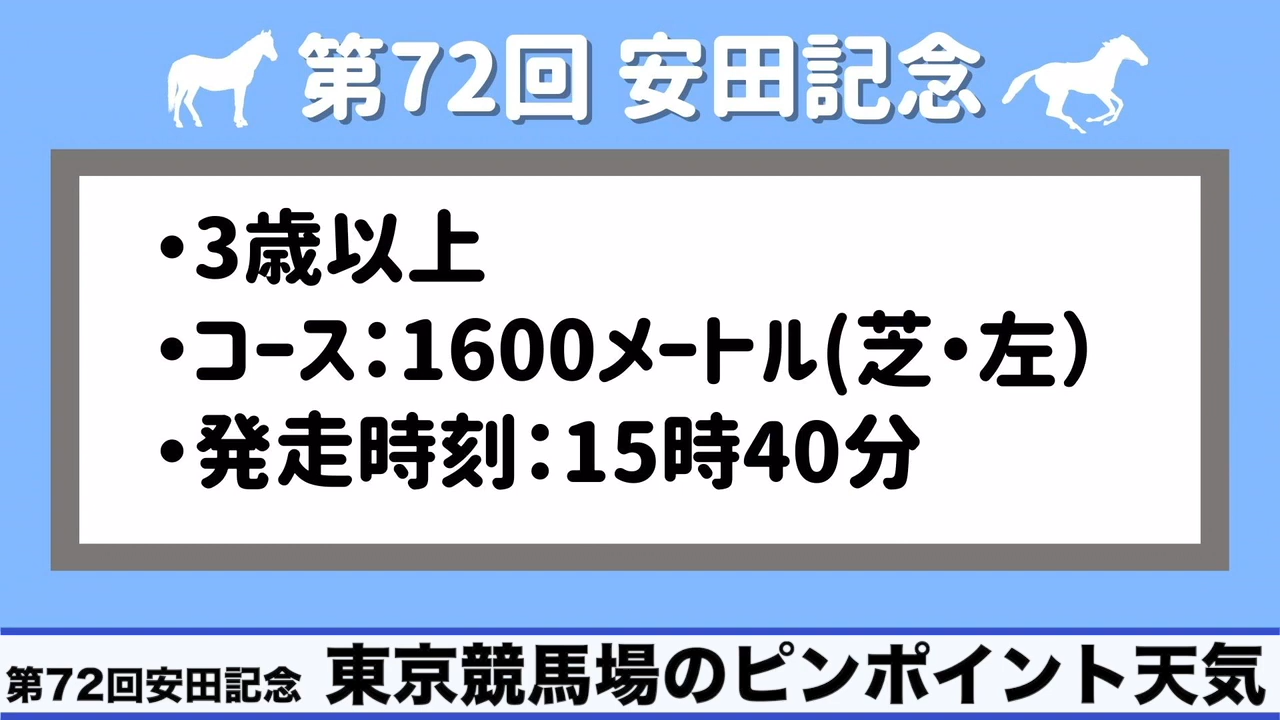 第72回 安田記念
・3歳以上
・コース：1600メートル(芝・左)
・発走時刻：15時40分
第72回安田記念 東京競馬場のピンポイント天気